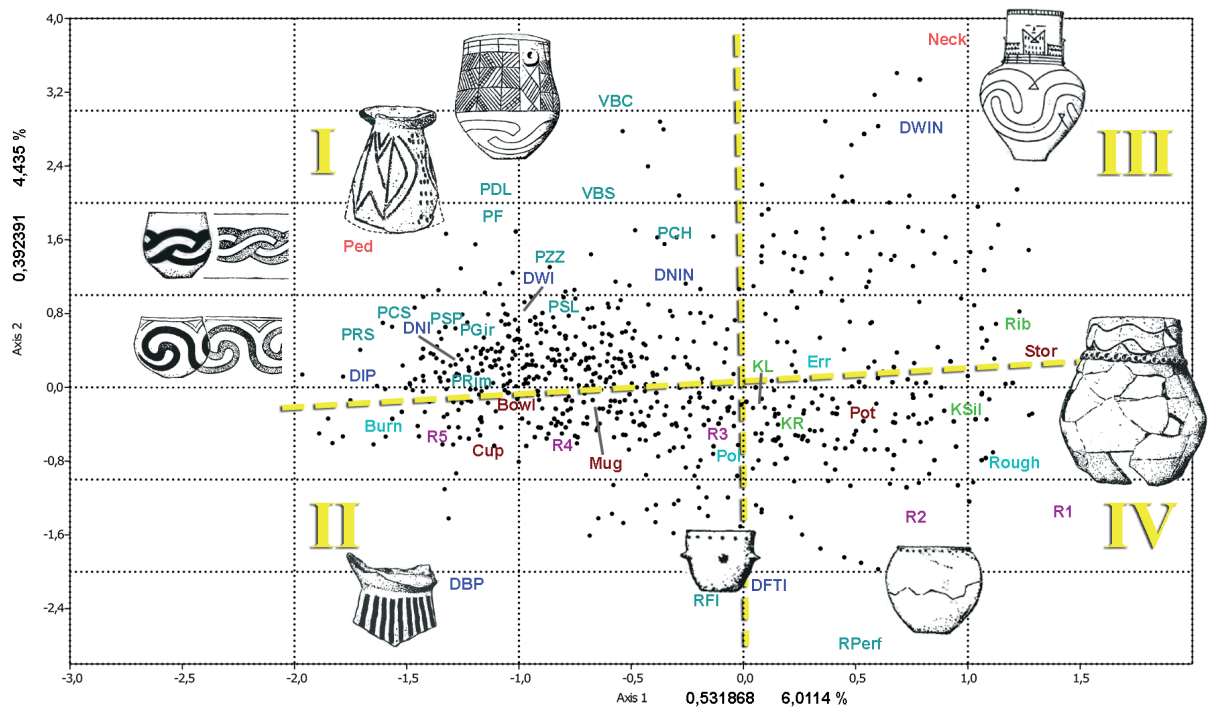 4,0
3,2
2,4
1,6
0,8
0,0
-0,8
-1,6
-2,4
4,435 %
0,392391
Axis 2
Neck
VBC
DWIN
I
III
PDL
VBS
PF
PCH
Ped
PZZ
DWI
DNIN
PSL
PCS
PSP
DNI
PGir
PRS
Rib
Stor
KL
Err
DIP
PRim
Bowl
Pot
KSil
Burn
R5
R4
R3
KR
Cup
Mug
Pol
Rough
II
R2
R1
IV
DBP
RFI
DFTI
RPerf
-3,0 -2,5 -2,0 -1,5 -1,0 -0,5 0,0 0,5 1,0 1,5
Axis 1 0,531868 6,0114 %